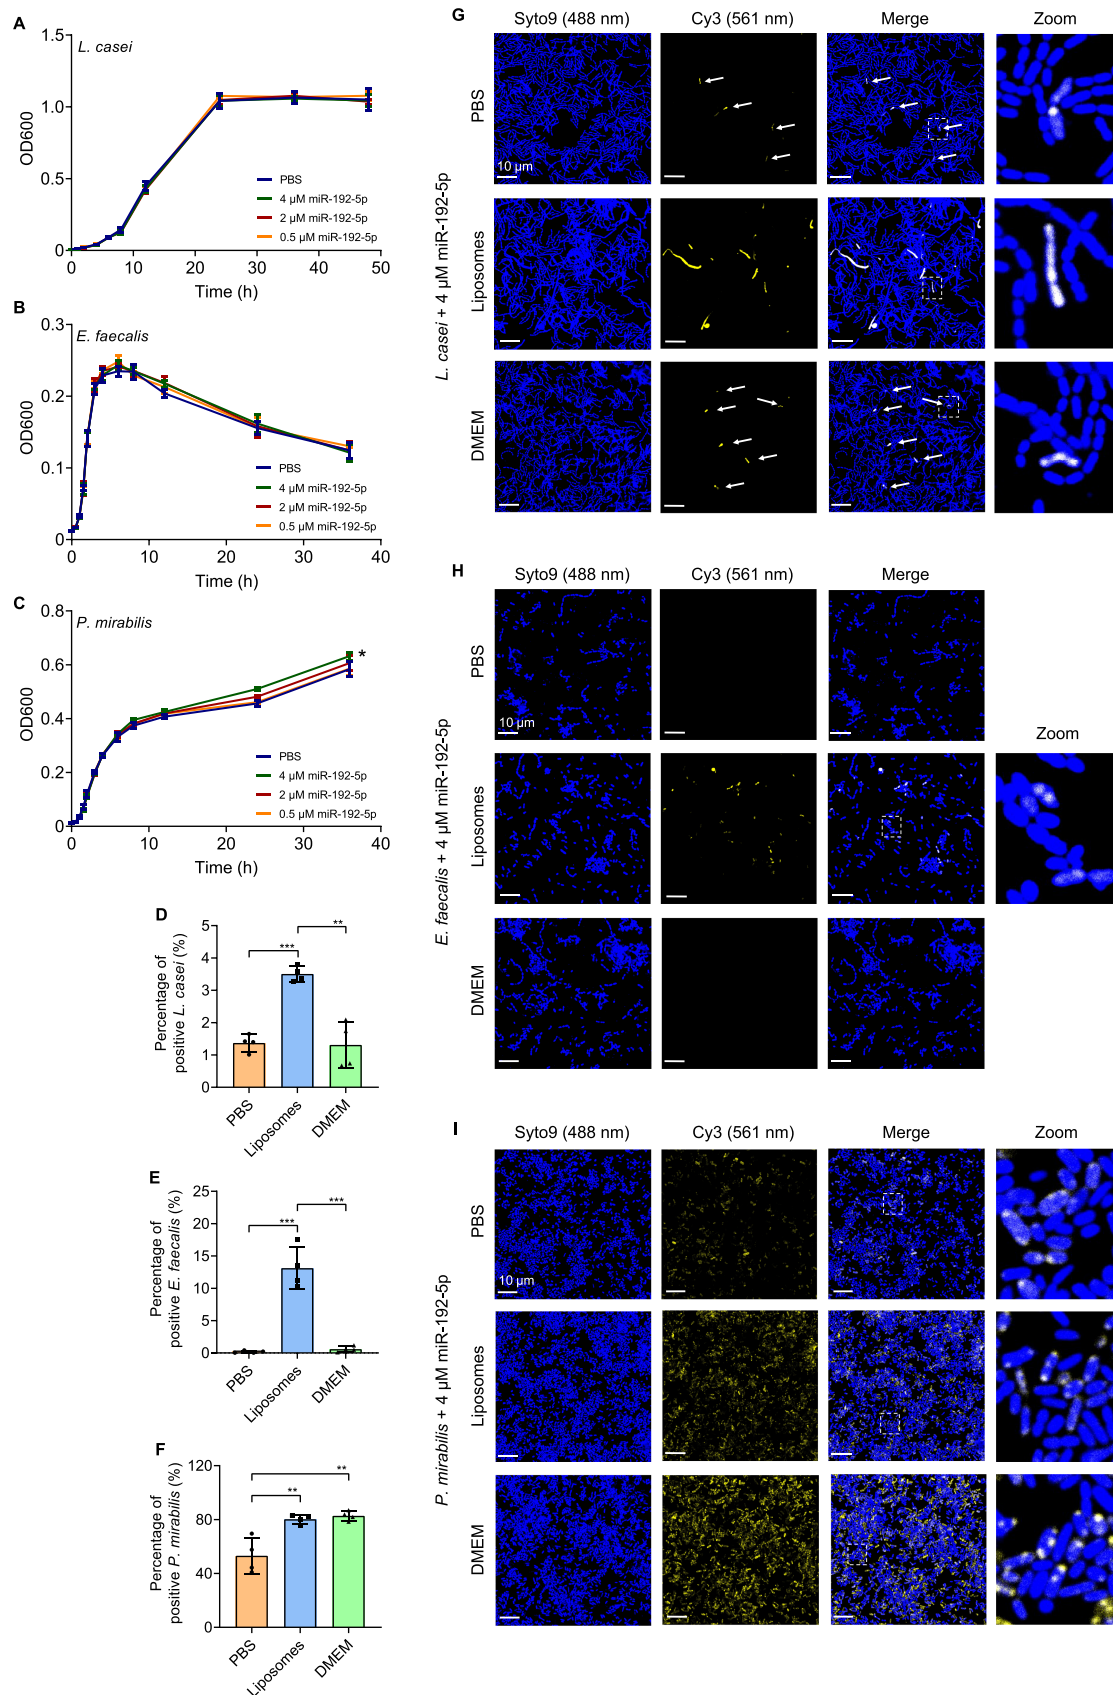 A
L. casei
1.5
1.0
0.5
0
OD600
PBS
4 µM miR-192-5p
2 µM miR-192-5p
0.5 µM miR-192-5p
0 10 20 30 40 50
Time (h)
B
E. faecalis
0.3
0.2
0.1
0
OD600
PBS
4 µM miR-192-5p
2 µM miR-192-5p
0.5 µM miR-192-5p
0 10 20 30 40
Time (h)
C
P. mirabilis
0.8
0.6
0.4
0.2
0
OD600
*
PBS
4 µM miR-192-5p
2 µM miR-192-5p
0.5 µM miR-192-5p
0 10 20 30 40
Time (h)
D
Percentage of
positive L. casei (%)
5
4
3
2
1
0
***
**
PBS
Liposomes
DMEM
E
Percentage of
positive E. faecalis (%)
25
20
15
10
5
0
***
***
PBS
Liposomes
DMEM
F
Percentage of
positive P. mirabilis (%)
120
80
40
0
**
**
PBS
Liposomes
DMEM
G
Syto9 (488 nm) Cy3 (561 nm) Merge Zoom
L. casei + 4 µM miR-192-5p
PBS
10 µm
Liposomes
DMEM
H
Syto9 (488 nm) Cy3 (561 nm) Merge
Zoom
E. faecalis + 4 µM miR-192-5p
PBS
10 µm
Liposomes
DMEM
I
Syto9 (488 nm) Cy3 (561 nm) Merge Zoom
P. mirabilis + 4 µM miR-192-5p
PBS
10 µm
Liposomes
DMEM